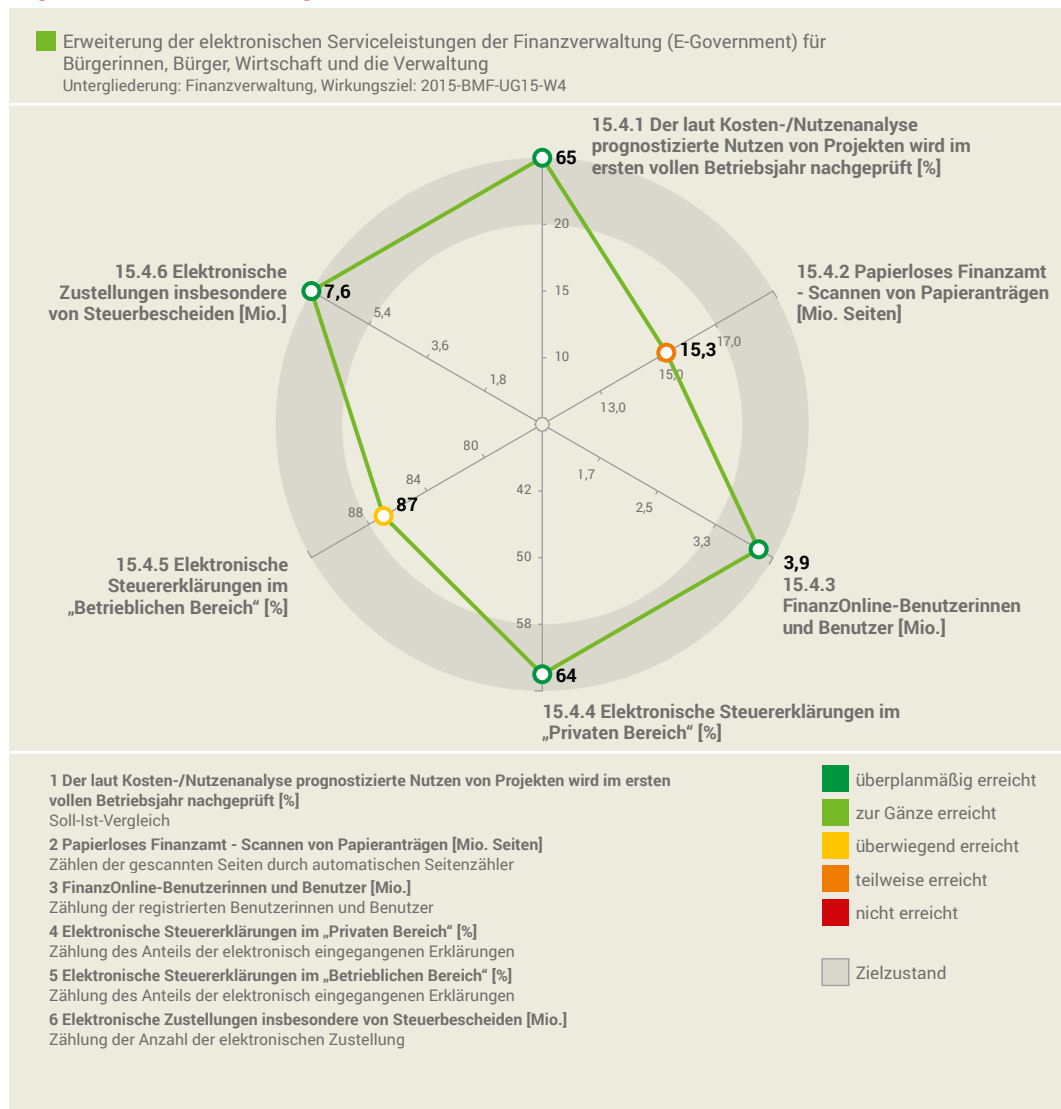 Erweiterung der elektronischen Serviceleistungen der Finanzverwaltung (E-Government) für
Bürgerinnen, Bürger, Wirtschaft und die Verwaltung
Untergliederung: Finanzverwaltung, Wirkungsziel: 2015-BMF-UG15-W4
15.4.1 Der laut Kosten-/Nutzenanalyse
prognostizierte Nutzen von Projekten wird im
ersten vollen Betriebsjahr nachgeprüft [%]
65
20
15
10
15.4.2 Papierloses Finanzamt
- Scannen von Papieranträgen
[Mio. Seiten]
17,0
15,3
15,0
13,0
15.4.6 Elektronische
Zustellungen insbesondere
von Steuerbescheiden [Mio.]
7,6
5,4
3,6
1,8
80
84
87
88
15.4.5 Elektronische
Steuererklärungen im
„Betrieblichen Bereich“ [%]
1,7
2,5
3,3
3,9
15.4.3
FinanzOnline-Benutzerinnen
und Benutzer [Mio.]
42
50
58
64
15.4.4 Elektronische Steuererklärungen im
„Privaten Bereich“ [%]
1 Der laut Kosten-/Nutzenanalyse prognostizierte Nutzen von Projekten wird im ersten
vollen Betriebsjahr nachgeprüft [%]
Soll-Ist-Vergleich
2 Papierloses Finanzamt - Scannen von Papieranträgen [Mio. Seiten]
Zählen der gescannten Seiten durch automatischen Seitenzähler
3 FinanzOnline-Benutzerinnen und Benutzer [Mio.]
Zählung der registrierten Benutzerinnen und Benutzer
4 Elektronische Steuererklärungen im „Privaten Bereich“ [%]
Zählung des Anteils der elektronisch eingegangenen Erklärungen
5 Elektronische Steuererklärungen im „Betrieblichen Bereich“ [%]
Zählung des Anteils der elektronisch eingegangenen Erklärungen
6 Elektronische Zustellungen insbesondere von Steuerbescheiden [Mio.]
Zählung der Anzahl der elektronischen Zustellung
überplanmäßig erreicht
zur Gänze erreicht
überwiegend erreicht
teilweise erreicht
nicht erreicht
Zielzustand